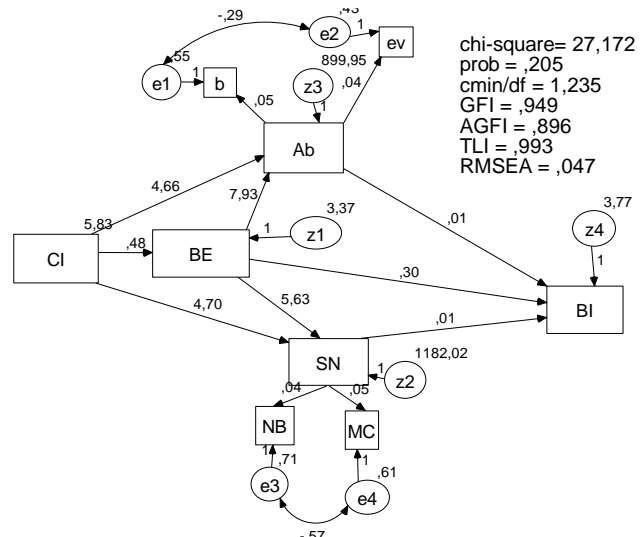 -,29
,43
e2
1
ev
chi-square= 27,172
prob = ,205
cmin/df = 1,235
GFI = ,949
AGFI = ,896
TLI = ,993
RMSEA = ,047
,55
e1
1
b
899,95
,04
z3
1
,05
Ab
4,66
7,93
3,37
3,77
5,83
CI
,48
BE
1
z1
,01
z4
1
,30
BI
4,70
5,63
,01
SN
1182,02
1
z2
,04
,05
NB
MC
1
,71
1
,61
e3
e4
-,57